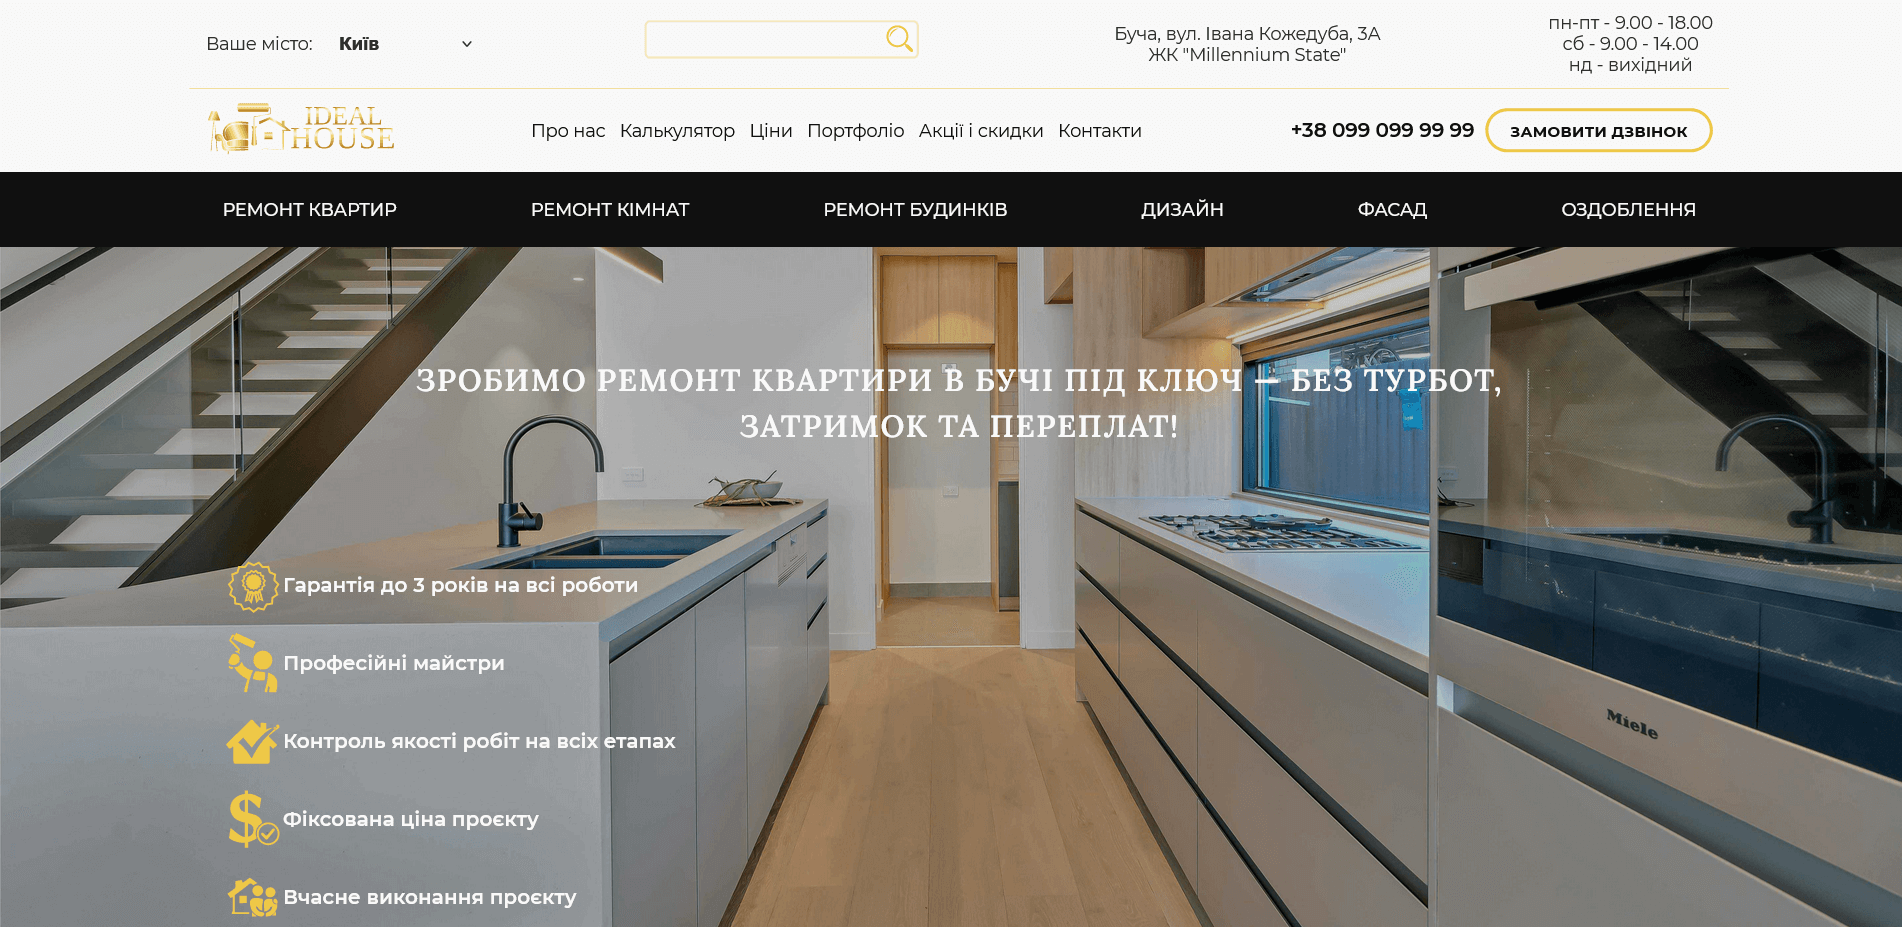 Ваше місто: Київ
Буча, вул. Івана Кожедуба, 3А
ЖК "Millennium State"
пн-пт - 9.00 - 18.00
сб - 9.00 - 14.00
нд - вихідний
IDEAL
HOUSE
Про нас Калькулятор Ціни Портфоліо Акції і скидки Контакти
+38 099 099 99 99
ЗАМОВИТИ ДЗВІНОК
РЕМОНТ КВАРТИР РЕМОНТ КІМНАТ РЕМОНТ БУДИНКІВ ДИЗАЙН ФАСАД ОЗДОБЛЕННЯ
ЗРОБИМО РЕМОНТ КВАРТИРИ В БУЧІ ПІД КЛЮЧ — БЕЗ ТУРБОТ,
ЗАТРИМОК ТА ПЕРЕПЛАТ!
Гарантія до 3 років на всі роботи
Професійні майстри
Контроль якості робіт на всіх етапах
Miele
Фіксована ціна проєкту
Вчасне виконання проєкту